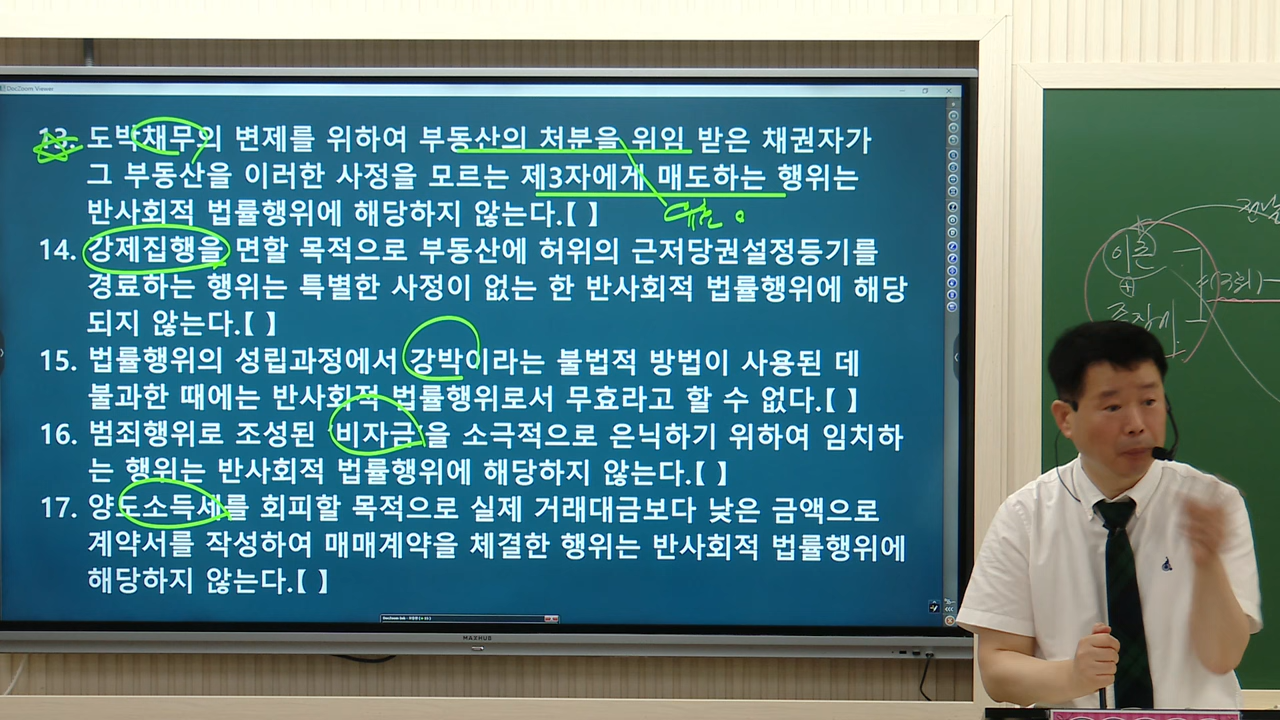 DocZoom Viewer
13. 도박채무의 변제를 위하여 부동산의 처분을 위임 받은 채권자가
그 부동산을 이러한 사정을 모르는 제3자에게 매도하는 행위는
반사회적 법률행위에 해당하지 않는다.【 】
14. 강제집행을 면할 목적으로 부동산에 허위의 근저당권설정등기를
경료하는 행위는 특별한 사정이 없는 한 반사회적 법률행위에 해당
되지 않는다.【 】
15. 법률행위의 성립과정에서 강박이라는 불법적 방법이 사용된 데
불과한 때에는 반사회적 법률행위로서 무효라고 할 수 없다.【 】
16. 범죄행위로 조성된 '비자금'을 소극적으로 은닉하기 위하여 임치하
는 행위는 반사회적 법률행위에 해당하지 않는다.【 】
17. 양도소득세를 회피할 목적으로 실제 거래대금보다 낮은 금액으로
계약서를 작성하여 매매계약을 체결한 행위는 반사회적 법률행위에
해당하지 않는다.【 】
MAXHUB